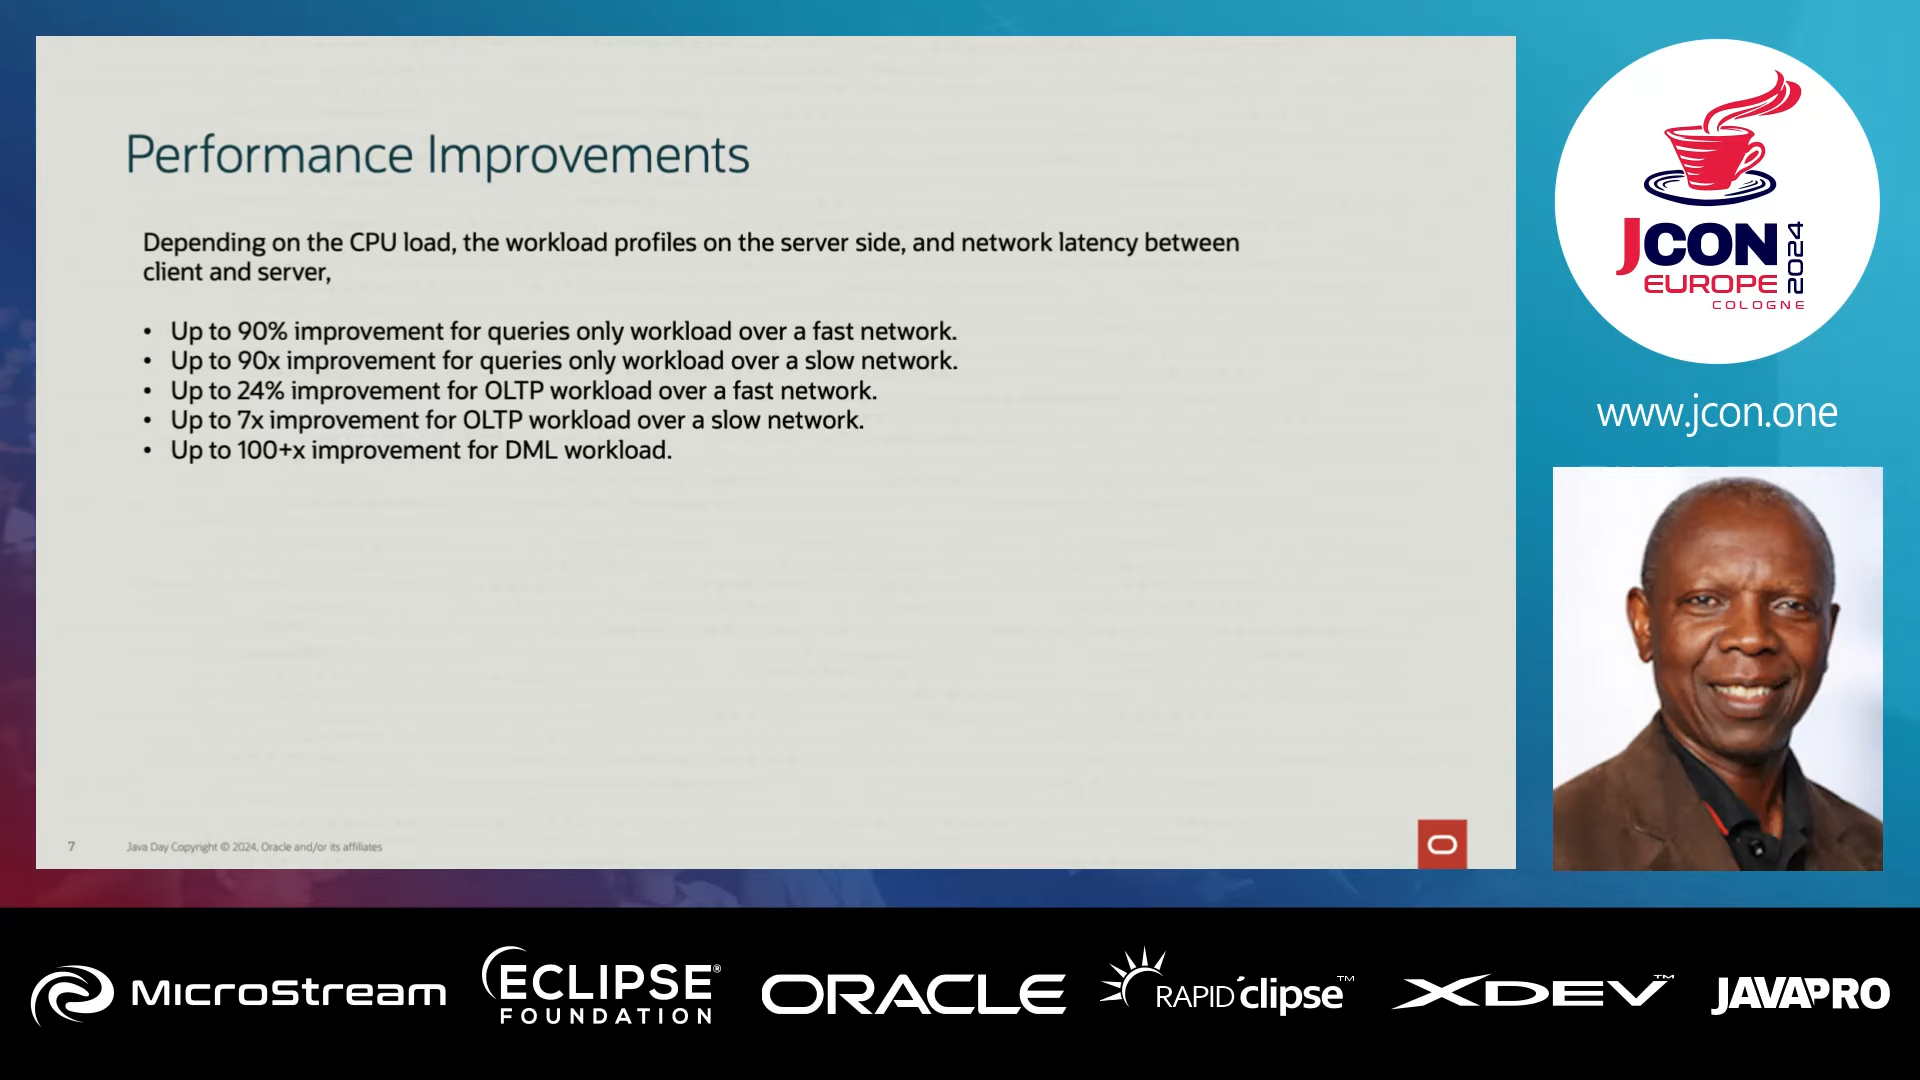 Performance Improvements
Depending on the CPU load, the workload profiles on the server side, and network latency between
client and server,
• Up to 90% improvement for queries only workload over a fast network.
• Up to 90x improvement for queries only workload over a slow network.
• Up to 24% improvement for OLTP workload over a fast network.
• Up to 7x improvement for OLTP workload over a slow network.
• Up to 100+x improvement for DML workload.
7
Java Day Copyright © 2024, Oracle and/or its affiliates
JCON
EUROPE
COLOGNE
2024
www.jcon.one
MICROSTREAM
ECLIPSE®
FOUNDATION
ORACLE
RAPID'clipse™
XDEV™
JAVAPRO